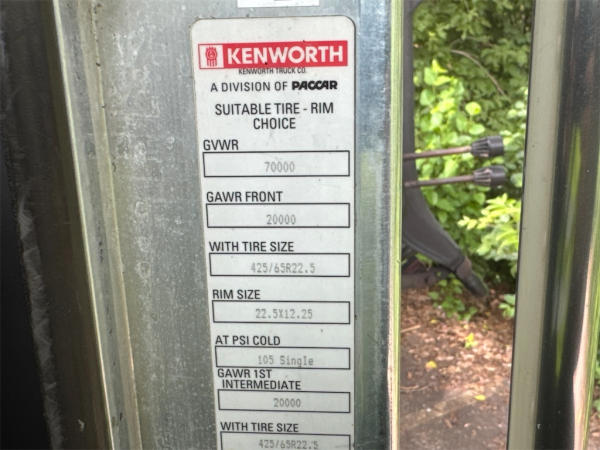 KENWORTH
KENWORTH TRUCK CO.
A DIVISION OF PACCAR
SUITABLE TIRE - RIM
CHOICE
GVWR
70000
GAWR FRONT
20000
WITH TIRE SIZE
425/65R22.5
RIM SIZE
22.5X12.25
AT PSI COLD
105 Single
GAWR 1ST
INTERMEDIATE
20000
WITH TIRE SIZE
425/65R22.5